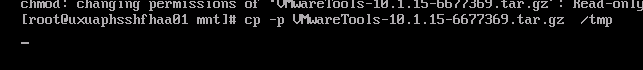 chmod: changing permissions of 'VMwareTools-10.1.15-6677369.tar.gz': Read-only
[root@uxuaphsshfhaa01 mnt]# cp -p VMwareTools-10.1.15-6677369.tar.gz  /tmp
_